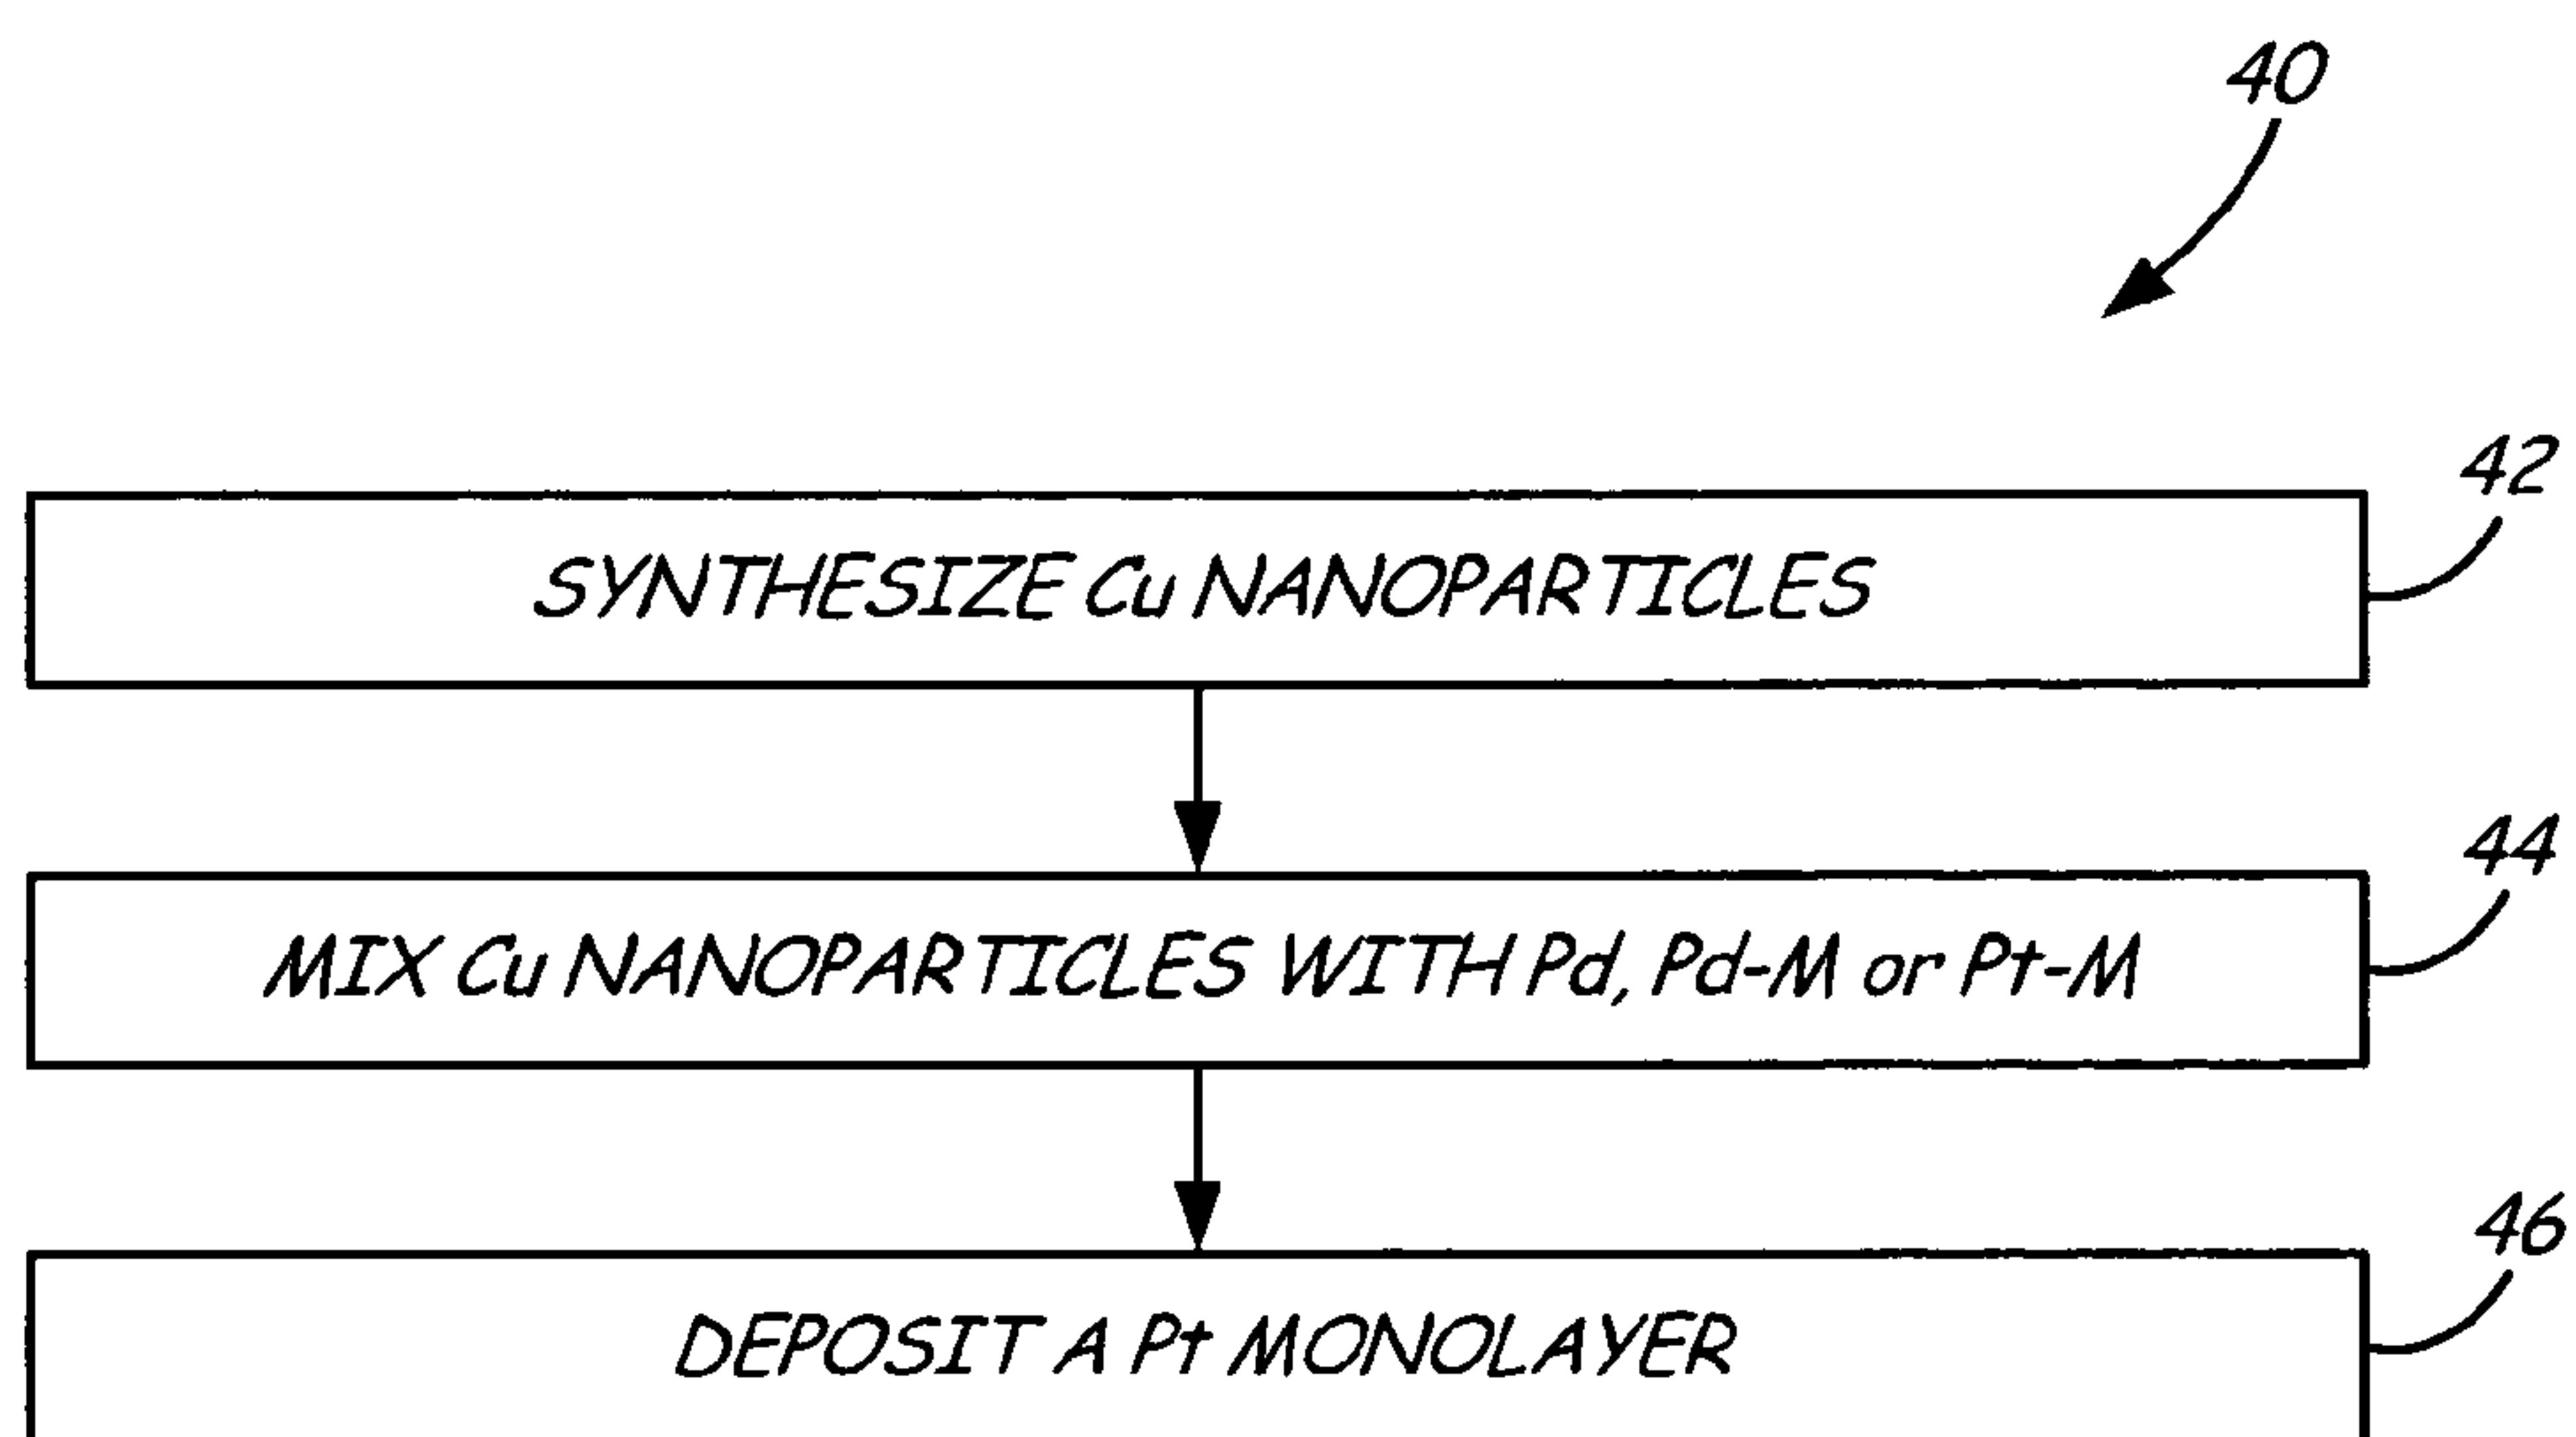 40
42
SYNTHESIZE Cu NANOPARTICLES
44
MIX Cu NANOPARTICLES WITH Pd, Pd-M or Pt-M
46
DEPOSIT A Pt MONOLAYER